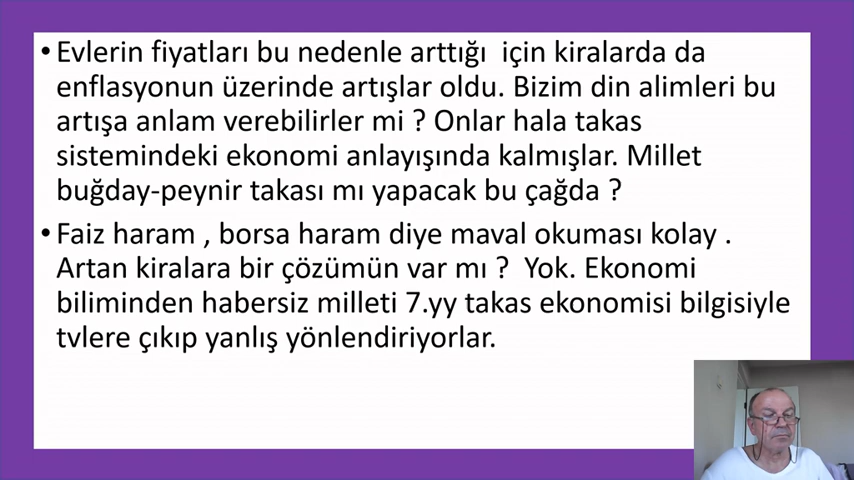 • Evlerin fiyatları bu nedenle arttığı  için kiralarda da
enflasyonun üzerinde artışlar oldu. Bizim din alimleri bu
artışa anlam verebilirler mi ? Onlar hala takas
sistemindeki ekonomi anlayışında kalmışlar. Millet
buğday-peynir takası mı yapacak bu çağda ?
• Faiz haram , borsa haram diye maval okuması kolay .
Artan kiralara bir çözümün var mı ?  Yok. Ekonomi
biliminden habersiz milleti 7.yy takas ekonomisi bilgisiyle
tvlere çıkıp yanlış yönlendiriyorlar.